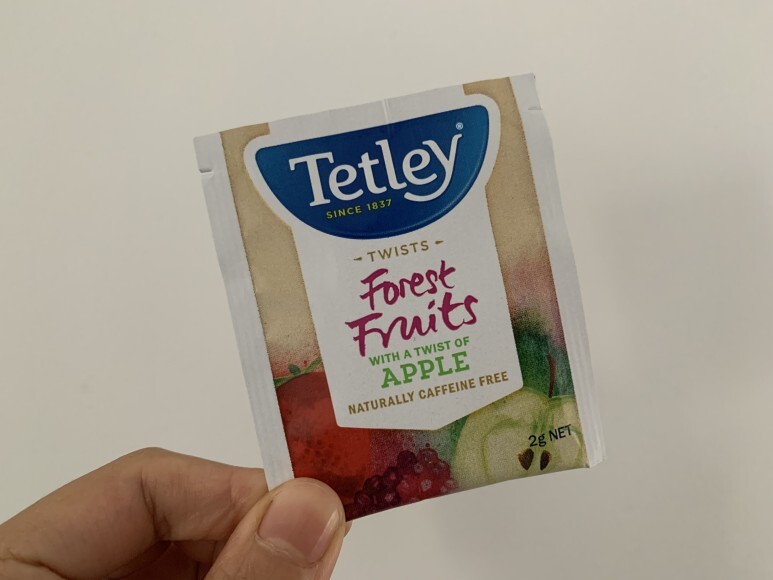 Tetley®
SINCE 1837
- TWISTS -
Forest
Fruits
WITH A TWIST OF
APPLE
NATURALLY CAFFEINE FREE
2g NET